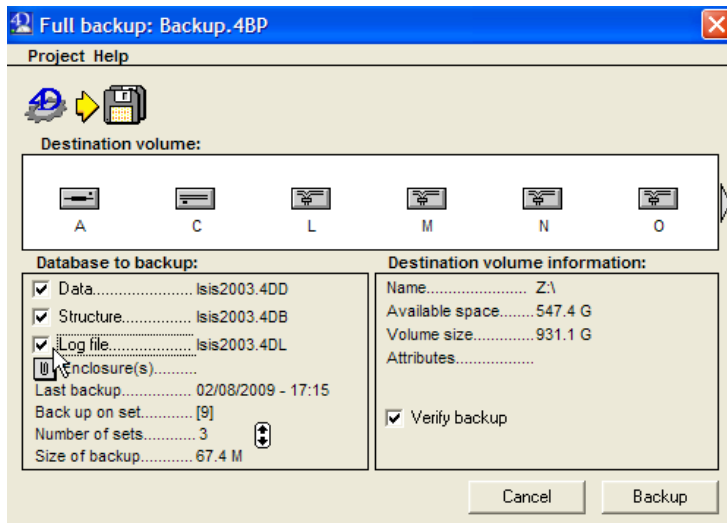 Full backup: Backup.4BP
Project Help
Destination volume:
A C L M N O
Database to backup:
Data....................... Isis2003.4DD
Structure................ Isis2003.4DB
Log file................... Isis2003.4DL
Enclosure(s)..........
Last backup................ 02/08/2009 - 17:15
Back up on set............ [9]
Number of sets............ 3
Size of backup............ 67.4 M
Destination volume information:
Name....................... Z:\
Available space........547.4 G
Volume size..............931.1 G
Attributes..................
Verify backup
Cancel Backup